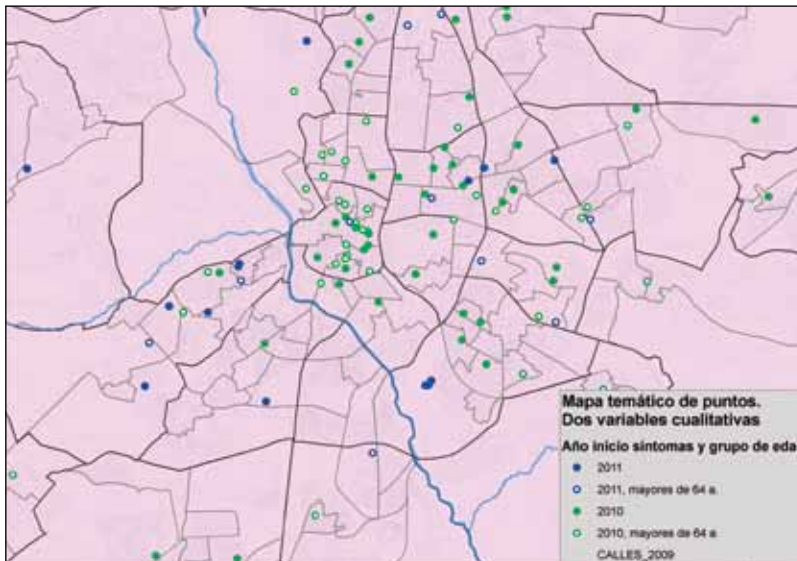 Mapa temático de puntos.
Dos variables cualitativas
Año inicio síntomas y grupo de eda
2011
2011, mayores de 64 a.
2010
2010, mayores de 64 a
CALLES_2009